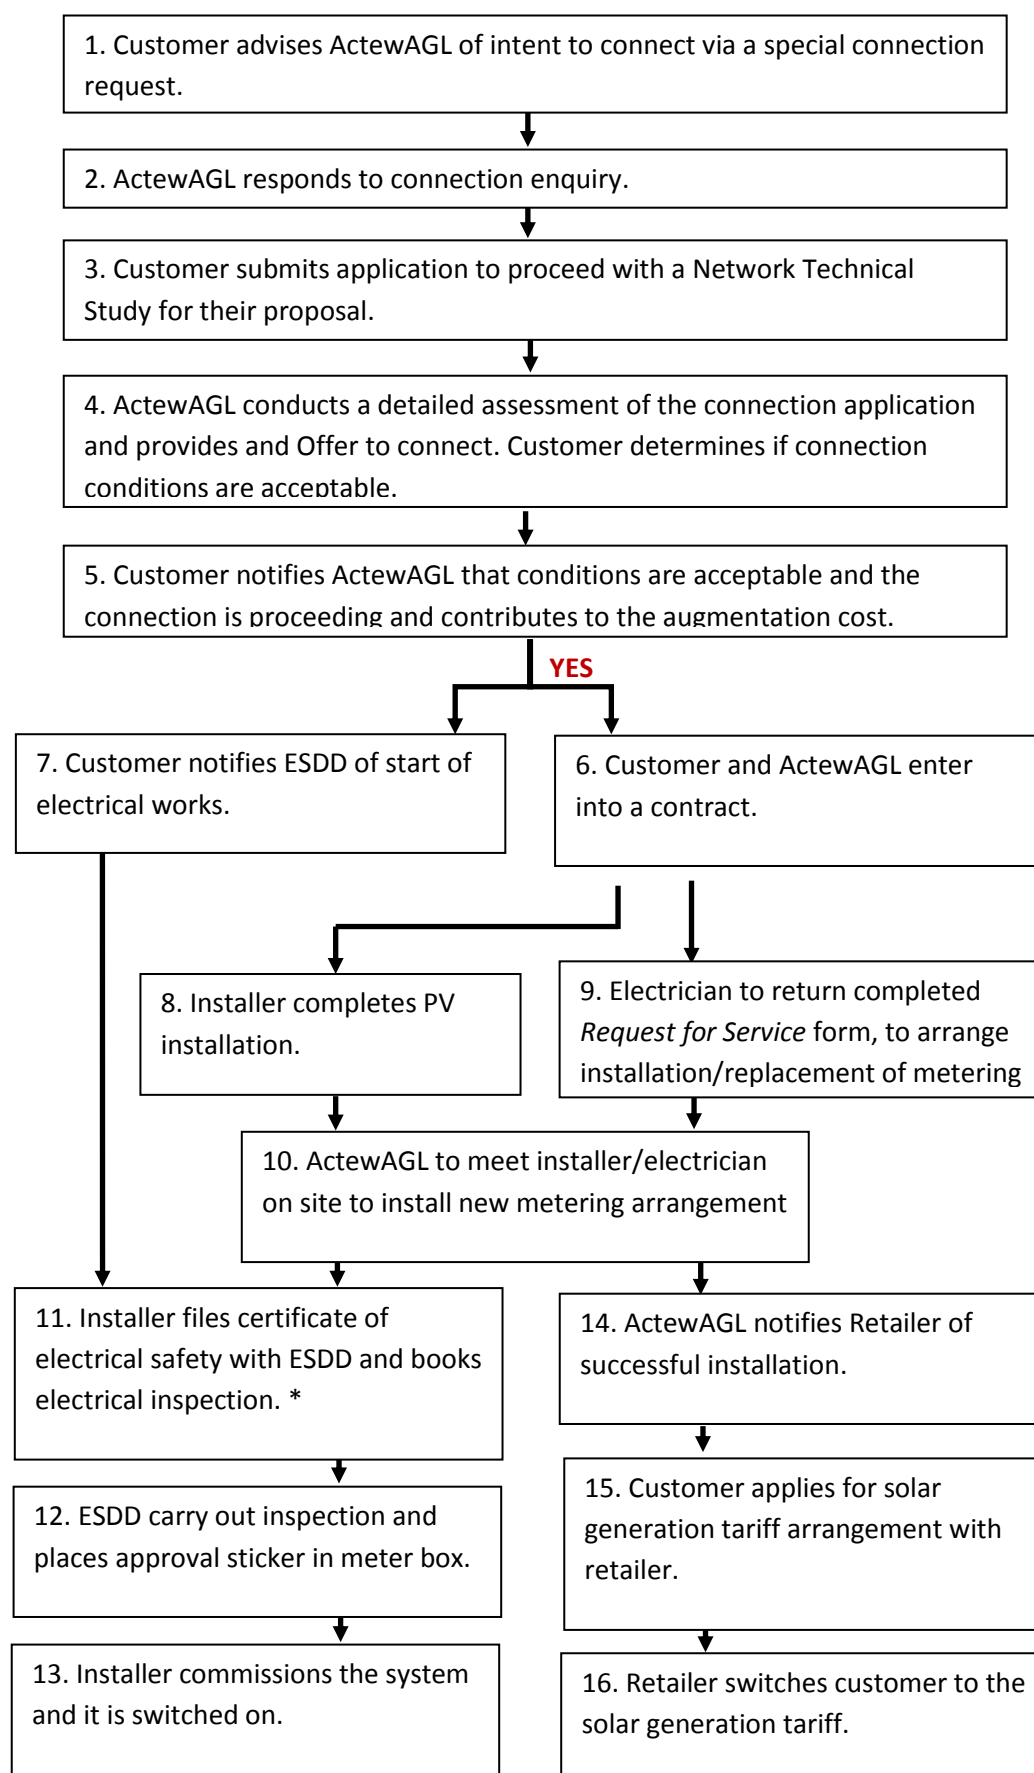 1. Customer advises ActewAGL of intent to connect via a special connection
request.
2. ActewAGL responds to connection enquiry.
3. Customer submits application to proceed with a Network Technical
Study for their proposal.
4. ActewAGL conducts a detailed assessment of the connection application
and provides and Offer to connect. Customer determines if connection
conditions are acceptable.
5. Customer notifies ActewAGL that conditions are acceptable and the
connection is proceeding and contributes to the augmentation cost.
YES
7. Customer notifies ESDD of start of
electrical works.
6. Customer and ActewAGL enter
into a contract.
8. Installer completes PV
installation.
9. Electrician to return completed
Request for Service form, to arrange
installation/replacement of metering
10. ActewAGL to meet installer/electrician
on site to install new metering arrangement
11. Installer files certificate of
electrical safety with ESDD and books
electrical inspection. *
14. ActewAGL notifies Retailer of
successful installation.
12. ESDD carry out inspection and
places approval sticker in meter box.
15. Customer applies for solar
generation tariff arrangement with
retailer.
13. Installer commissions the system
and it is switched on.
16. Retailer switches customer to the
solar generation tariff.